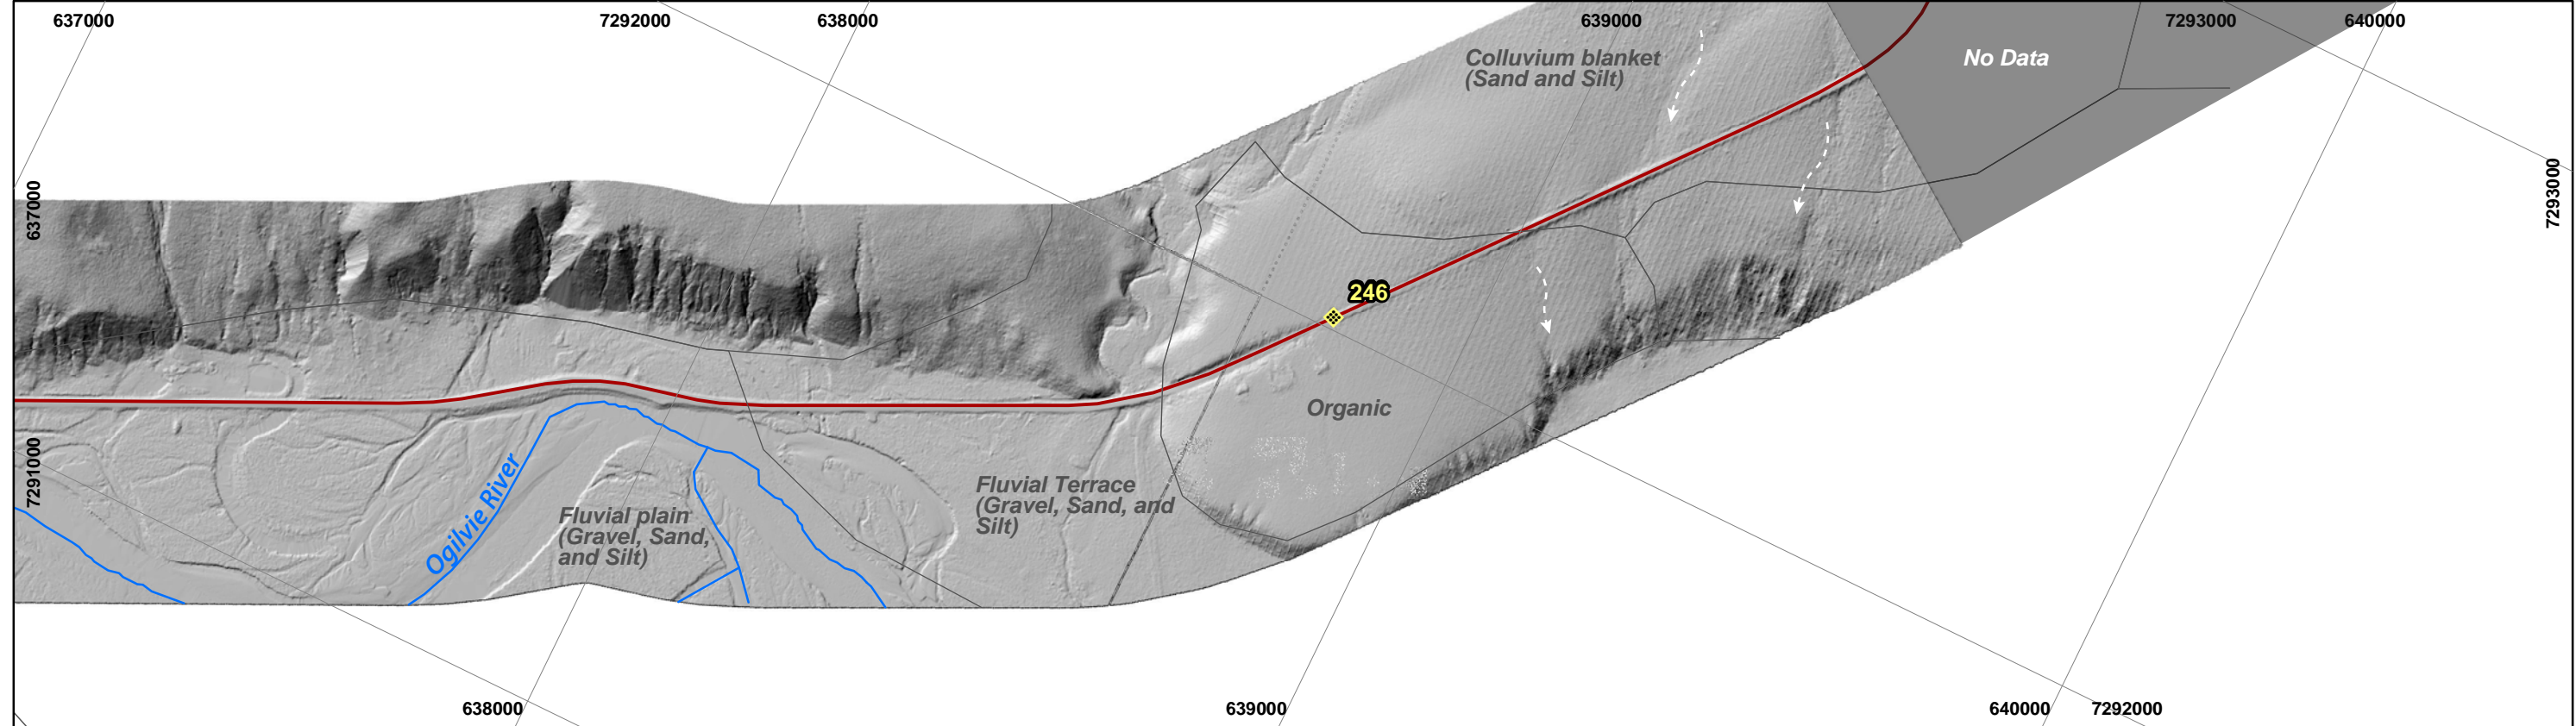 637000
7292000
638000
639000
7293000
640000
Colluvium blanket
(Sand and Silt)
No Data
637000
7293000
246
Organic
7291000
Ogilvie River
Fluvial plain
(Gravel, Sand,
and Silt)
Fluvial Terrace
(Gravel, Sand, and
Silt)
638000
639000
640000
7292000